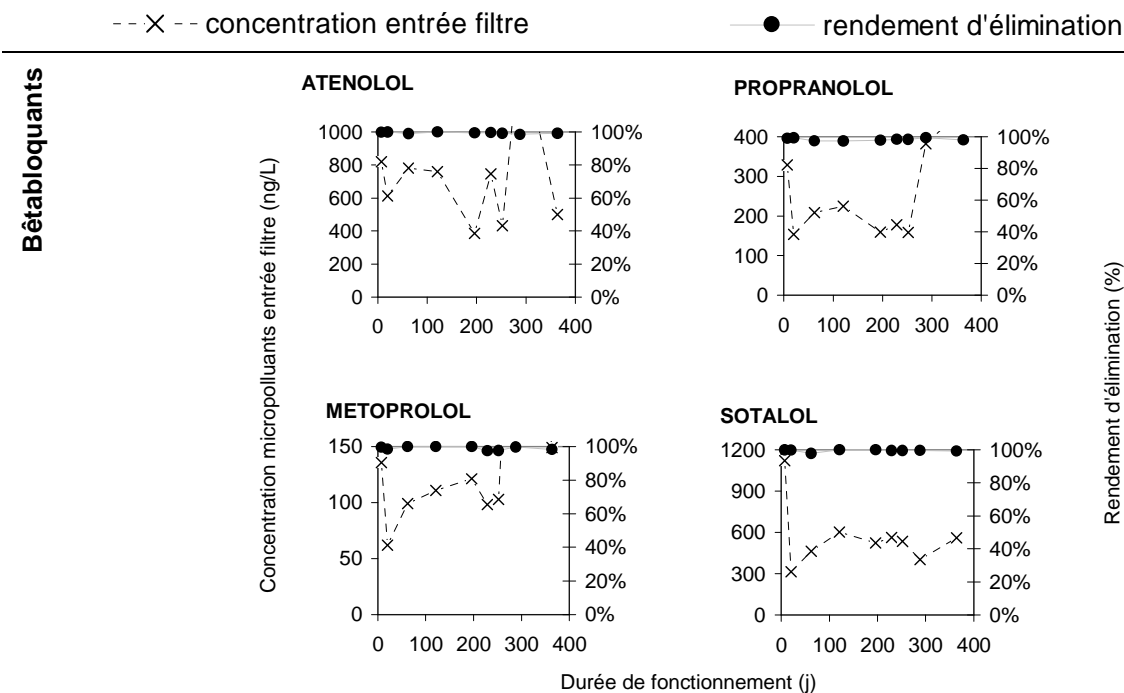 concentration entrée filtre
rendement d'élimination
Bêtabloquants
Concentration micropolluants entrée filtre (ng/L)
Rendement d'élimination (%)
ATENOLOL
1000 100%
800 80%
600 60%
400 40%
200 20%
0 0%
0 100 200 300 400
PROPRANOLOL
400 100%
80%
300
60%
200
40%
100
20%
0 0%
0 100 200 300 400
METOPROLOL
150 100%
80%
100
60%
40%
50
20%
0 0%
0 100 200 300 400
SOTALOL
1200 100%
900 80%
60%
600
40%
300
20%
0 0%
0 100 200 300 400
Durée de fonctionnement (j)